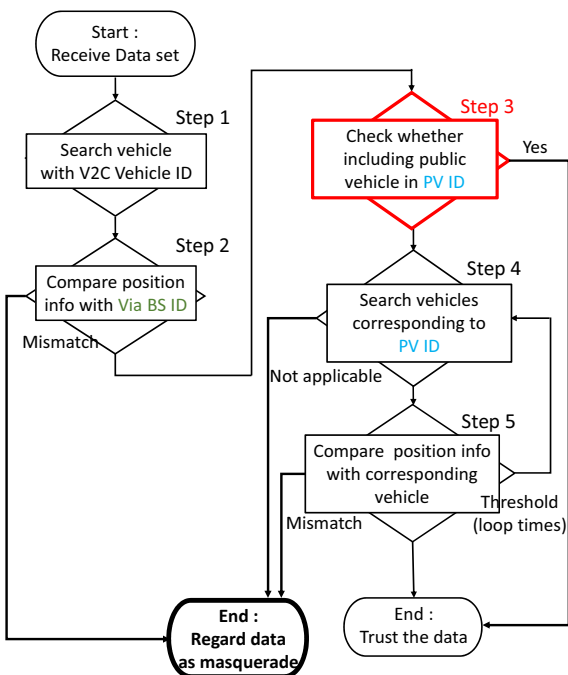 Start :
Receive Data set
Step 1
Search vehicle
with V2C Vehicle ID
Step 2
Compare position
info with Via BS ID
Mismatch
Step 3
Check whether
including public
vehicle in PV ID
Yes
Step 4
Search vehicles
corresponding to
PV ID
Not applicable
Step 5
Compare position info
with corresponding
vehicle
Mismatch
Threshold
(loop times)
End :
Regard data
as masquerade
End :
Trust the data